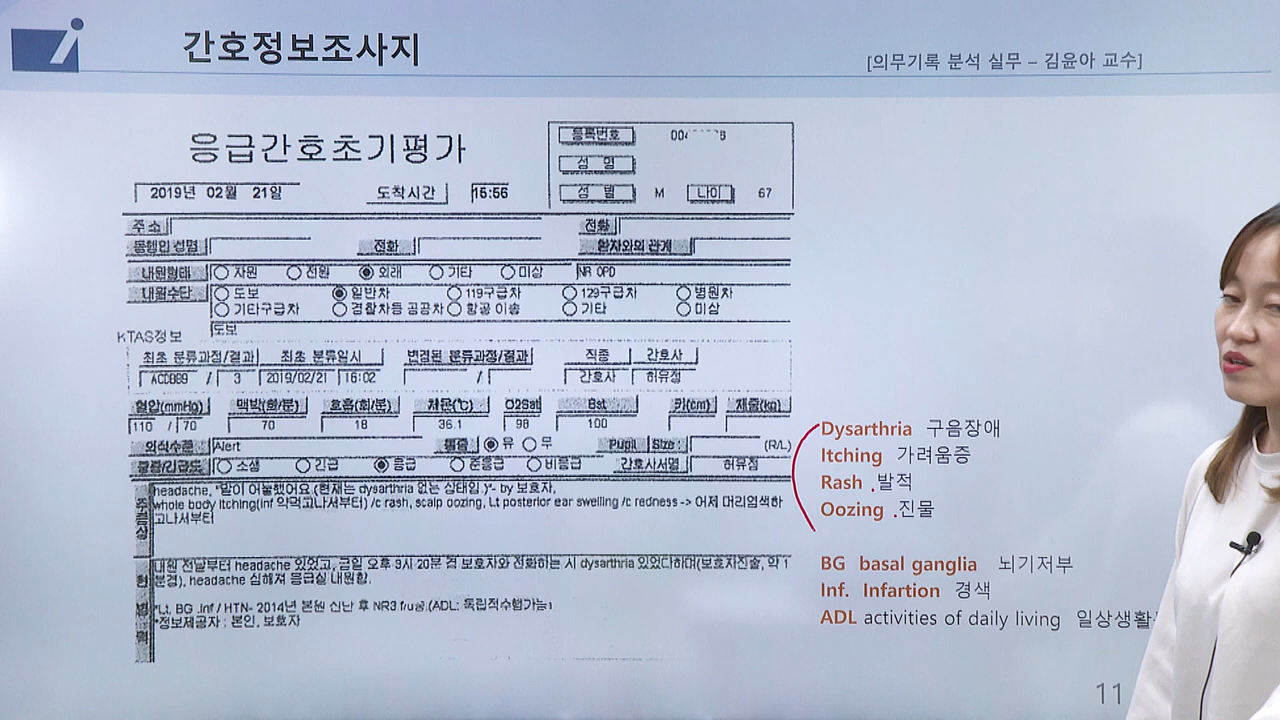 간호정보조사지
[의무기록 분석 실무 – 김윤아 교수]
응급간호초기평가
등록번호
성 명
2019년 02월 21일 도착시간 15:56
성 별 M 나이 67
주소 전화
동행인 성명 전화 환자와의 관계
내원형태 자원 전원 외래 기타 미상 NR OPD
내원수단 도보 일반차 119구급차 129구급차 병원차
기타구급차 경찰차등 공공차 항공 이송 기타 미상
도보
KTAS정보
최초 분류과정/결과 최초 분류일시 변경된 분류과정/결과 직종 간호사
/ 3 2019/02/21 16:02 / 간호사 허유정
혈압(mmHg) 맥박(회/분) 호흡(회/분) 체온(℃) O2Sat Bst 키(cm) 체중(kg)
110 / 70 70 18 36.1 98 100
의식수준 Alert 통증 유 무 Pupil Size: (R/L)
소생 긴급 응급 준응급 비응급 간호사서명 허유정
주증상
headache, "말이 어눌했어요 (현재는 dysarthria 없는 상태임.)"- by 보호자,
whole body itching(inf 약먹고나서부터) /c rash, scalp oozing, Lt posterior ear swelling /c redness -> 어제 머리염색하
고나서부터
현병력
내원 전날부터 headache 있었고, 금일 오후 3시 20분 경 보호자와 전화하는 시 dysarthria 있었다하며(보호자진술, 약 1
분경), headache 심해져 응급실 내원함.
*Lt. BG .inf / HTN- 2014년 본원 진단 후 NR3 f/u중.(ADL: 독립적수행가능)
*정보제공자 : 본인, 보호자
Dysarthria 구음장애
Itching 가려움증
Rash .발적
Oozing .진물
BG basal ganglia 뇌기저부
Inf. Infartion 경색
ADL activities of daily living 일상생활
11